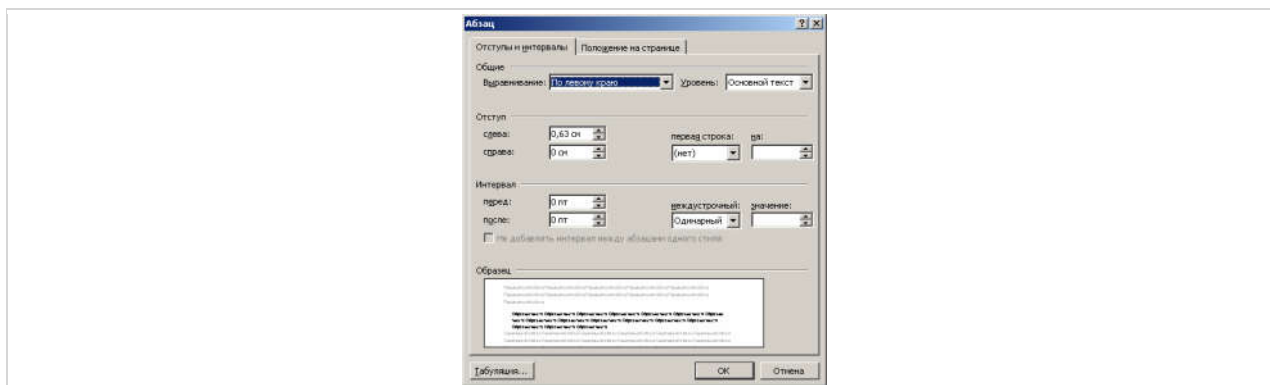 Абзац
Отступы и интервалы Положение на странице
Общие
Выравнивание: По левому краю Уровень: Основной текст
Отступ
слева: 0,63 см первая строка: на:
справа: 0 см (нет)
Интервал
перед: 0 пт междустрочный: значение:
после: 0 пт Одинарный
Не добавлять интервал между абзацами одного стиля
Образец
Табуляция... ОК Отмена